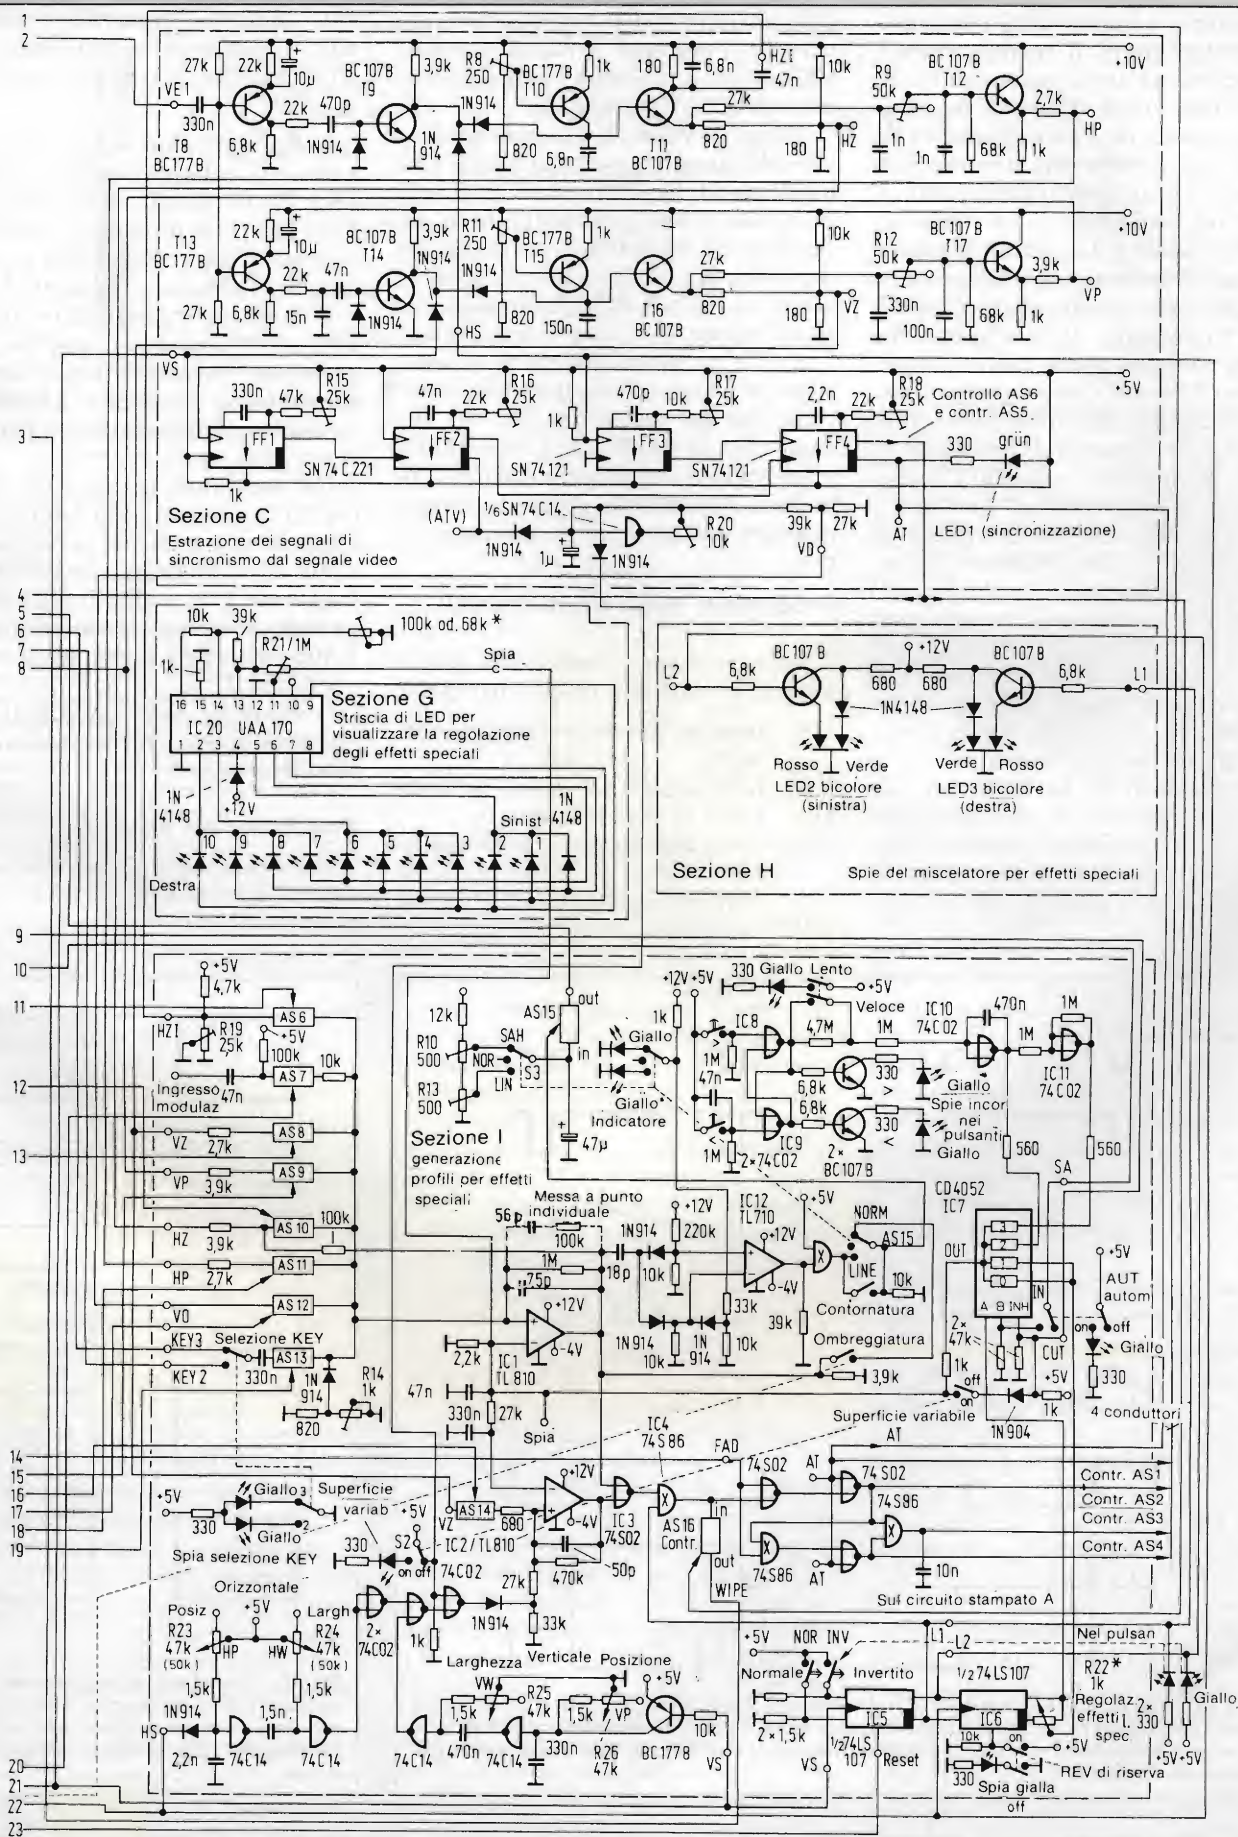 1
2
27k
22k
10µ
BC107B
T9
3,9k
R8
250
BC177B
T10
1k
180
6,8n
HZI
47n
10k
R9
50k
BC107B
T12
+10V
2,7k
VE1
330n
22k
470p
1N914
27k
HP
6,8k
1N914
1N
914
820
6,8n
T11
BC107B
820
180
HZ
1n
1n
68k
1k
T8
BC177B
T13
BC177B
22k
10µ
BC107B
T14
3,9k
1N914
R11
250
BC177B
T15
1k
10k
R12
50k
BC107B
T17
+10V
22k
47n
1N914
27k
3,9k
VP
27k
6,8k
15n
1N914
HS
820
150n
T16
BC107B
820
180
VZ
330n
100n
68k
1k
VS
+5V
330n
47k
R15
25k
47n
22k
R16
25k
1k
470p
10k
R17
25k
2,2n
22k
R18
25k
Controllo AS6
e contr. AS5
3
FF1
FF2
FF3
FF4
330
grün
SN 74C221
SN 74121
SN74121
1k
Sezione C
Estrazione dei segnali di
sincronismo dal segnale video
(ATV)
1/6 SN74C14
1N914
1µ
1N914
R20
10k
39k
27k
VD
AT
LED1 (sincronizzazione)
4
5
6
7
8
10k
39k
100k od. 68k *
R21/1M
1k
Spia
16 15 14 13 12 11 10 9
IC 20 UAA 170
1 2 3 4 5 6 7 8
Sezione G
Striscia di LED per
visualizzare la regolazione
degli effetti speciali
1N
4148
+12V
Sinist
1N
4148
10 9 8 7 6 5 4 3 2 1
Destra
L2
6,8k
BC107B
+12V
680
680
BC107B
6,8k
L1
1N4148
Rosso
Verde
Verde
Rosso
LED2 bicolore
(sinistra)
LED3 bicolore
(destra)
Sezione H
Spie del miscelatore per effetti speciali
9
10
11
12
13
+5V
4,7k
AS6
HZI
R19
25k
+5V
100k
10k
AS7
Ingresso
modulaz
47n
VZ
2,7k
AS8
VP
3,9k
AS9
HZ
AS10
100k
3,9k
HP
AS11
2,7k
VO
AS12
KEY3
Selezione KEY
KEY2
330n
AS13
1N
914
R14
1k
820
12k
R10
500
SAH
NOR
S3
LIN
R13
500
AS15
out
in
Sezione I
generazione
profili per effetti
speciali
47µ
Giallo
Giallo
Indicatore
+12V
+5V
1k
330
Giallo
Lento
+5V
Veloce
IC8
>
1M
47n
<
1M
IC9
2×74C02
4,7M
1M
6,8k
6,8k
330
>
330
<
2×
BC107B
IC10
74C02
470n
1M
1M
IC11
74C02
Giallo
Spie incor
nei
pulsanti
Giallo
560
560
SA
CD4052
IC7
3
2
1
0
OUT
A B INH
IN
+5V
AUT
autom
on
off
Giallo
330
2×
47k
CUT
1k
off
on
+5V
1k
1N904
4 conduttori
Messa a punto
individuale
56p
100k
1M
7,5p
+12V
-4V
IC1
TL810
2,2k
18p
1N914
10k
+12V
220k
IC12
TL710
+12V
-4V
1N914
10k
1N
914
33k
10k
39k
+5V
NORM
AS15
LINE
10k
Contornatura
Ombreggiatura
3,9k
Superficie variabile
47n
330n
27k
Spia
IC4
74S86
FAD
AT
AT
14
15
16
17
18
19
+5V
330
Giallo 3
Giallo 2
Spia selezione KEY
Superficie
variab
330
on off
+5V
S2
VZ
AS14
680
+12V
-4V
IC2/TL810
74C02
470k
50p
IC3
74S02
AS16
Contr.
in
out
WIPE
74S02
74S02
74S86
74S86
AT
10n
Contr. AS1
Contr. AS2
Contr. AS3
Contr. AS4
Sul circuito stampato A
Orizzontale
Posiz
R23
47k
(50k)
+5V
HP
HW
Largh
R24
47k
(50k)
1,5k
1,5k
2×
74C02
1k
1N914
27k
33k
HS
1N914
2,2n
74C14
1,5n
74C14
Larghezza
Verticale
Posizione
VW
R25
47k
1,5k
470n
74C14
74C14
1,5k
330n
VP
R26
47k
+5V
10k
BC177B
VS
+5V
NOR
INV
Normale
Invertito
2×1,5k
VS
IC5
1/2 74LS
107
Reset
L1
L2
1/2 74LS107
IC6
10k
on
+5V
330
Spia gialla
off
REV di riserva
R22*
1k
Regolaz
effetti
spec.
Nel pulsan
Giallo
2×
330
+5V
+5V
20
21
22
23